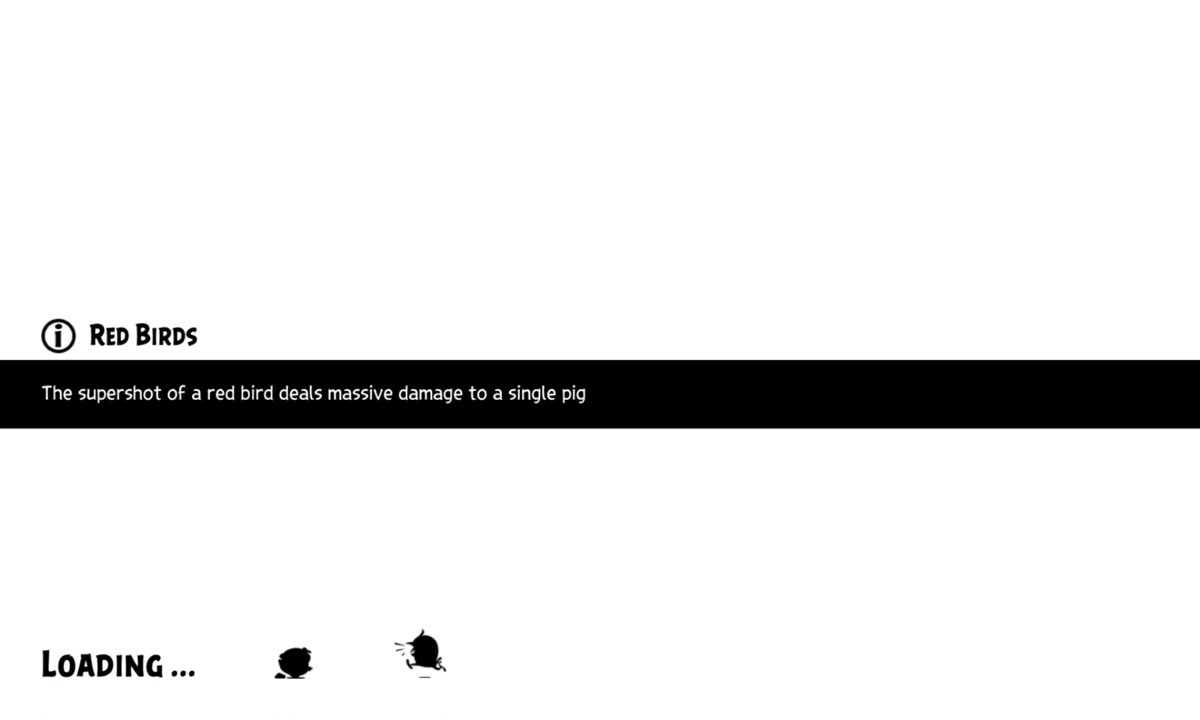 Red Birds
The supershot of a red bird deals massive damage to a single pig
Loading ...